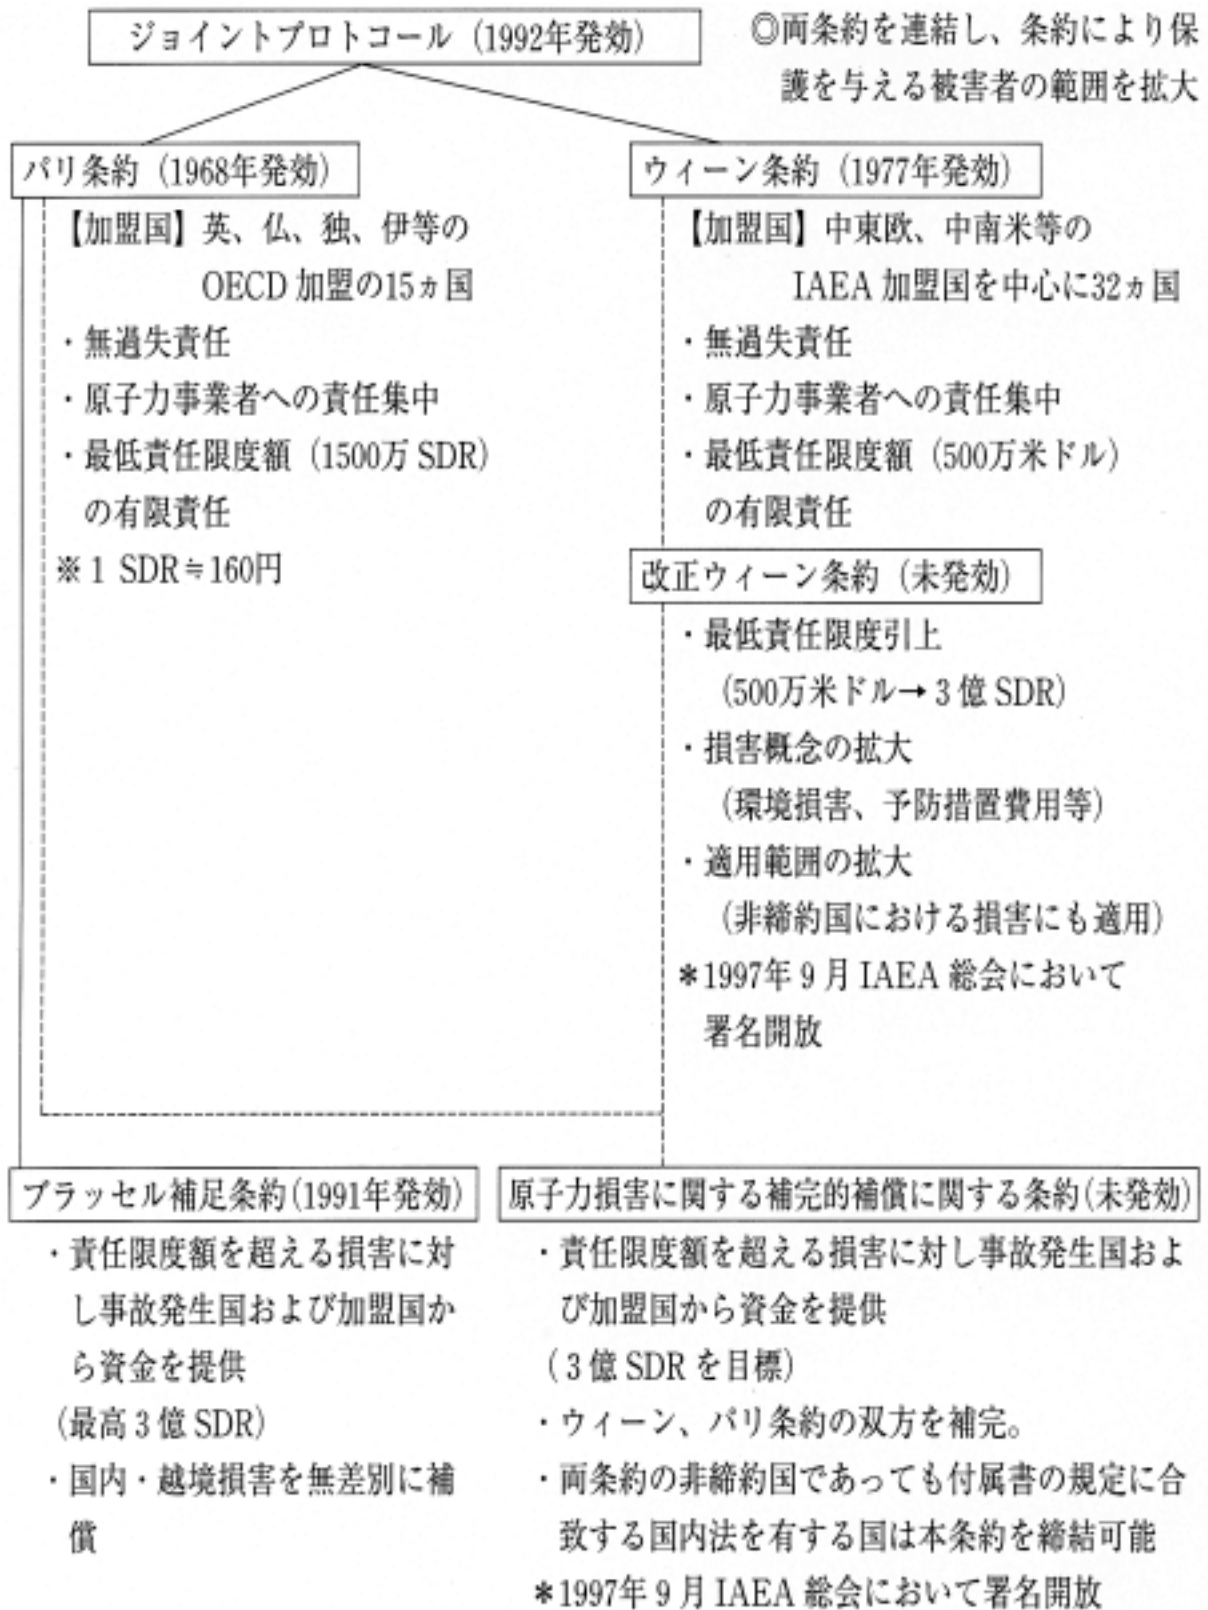 ジョイントプロトコール（1992年発効）
◎両条約を連結し、条約により保
護を与える被害者の範囲を拡大
パリ条約（1968年発効）
【加盟国】英、仏、独、伊等の
OECD 加盟の15ヵ国
・無過失責任
・原子力事業者への責任集中
・最低責任限度額（1500万 SDR）
の有限責任
※1 SDR≒160円
ウィーン条約（1977年発効）
【加盟国】中東欧、中南米等の
IAEA 加盟国を中心に32ヵ国
・無過失責任
・原子力事業者への責任集中
・最低責任限度額（500万米ドル）
の有限責任
改正ウィーン条約（未発効）
・最低責任限度引上
（500万米ドル→3億 SDR）
・損害概念の拡大
（環境損害、予防措置費用等）
・適用範囲の拡大
（非締約国における損害にも適用）
＊1997年9月 IAEA 総会において
署名開放
ブラッセル補足条約(1991年発効)
・責任限度額を超える損害に対
し事故発生国および加盟国か
ら資金を提供
（最高3億 SDR）
・国内・越境損害を無差別に補
償
原子力損害に関する補完的補償に関する条約(未発効)
・責任限度額を超える損害に対し事故発生国およ
び加盟国から資金を提供
（3億 SDR を目標）
・ウィーン、パリ条約の双方を補完。
・両条約の非締約国であっても付属書の規定に合
致する国内法を有する国は本条約を締結可能
＊1997年9月 IAEA 総会において署名開放